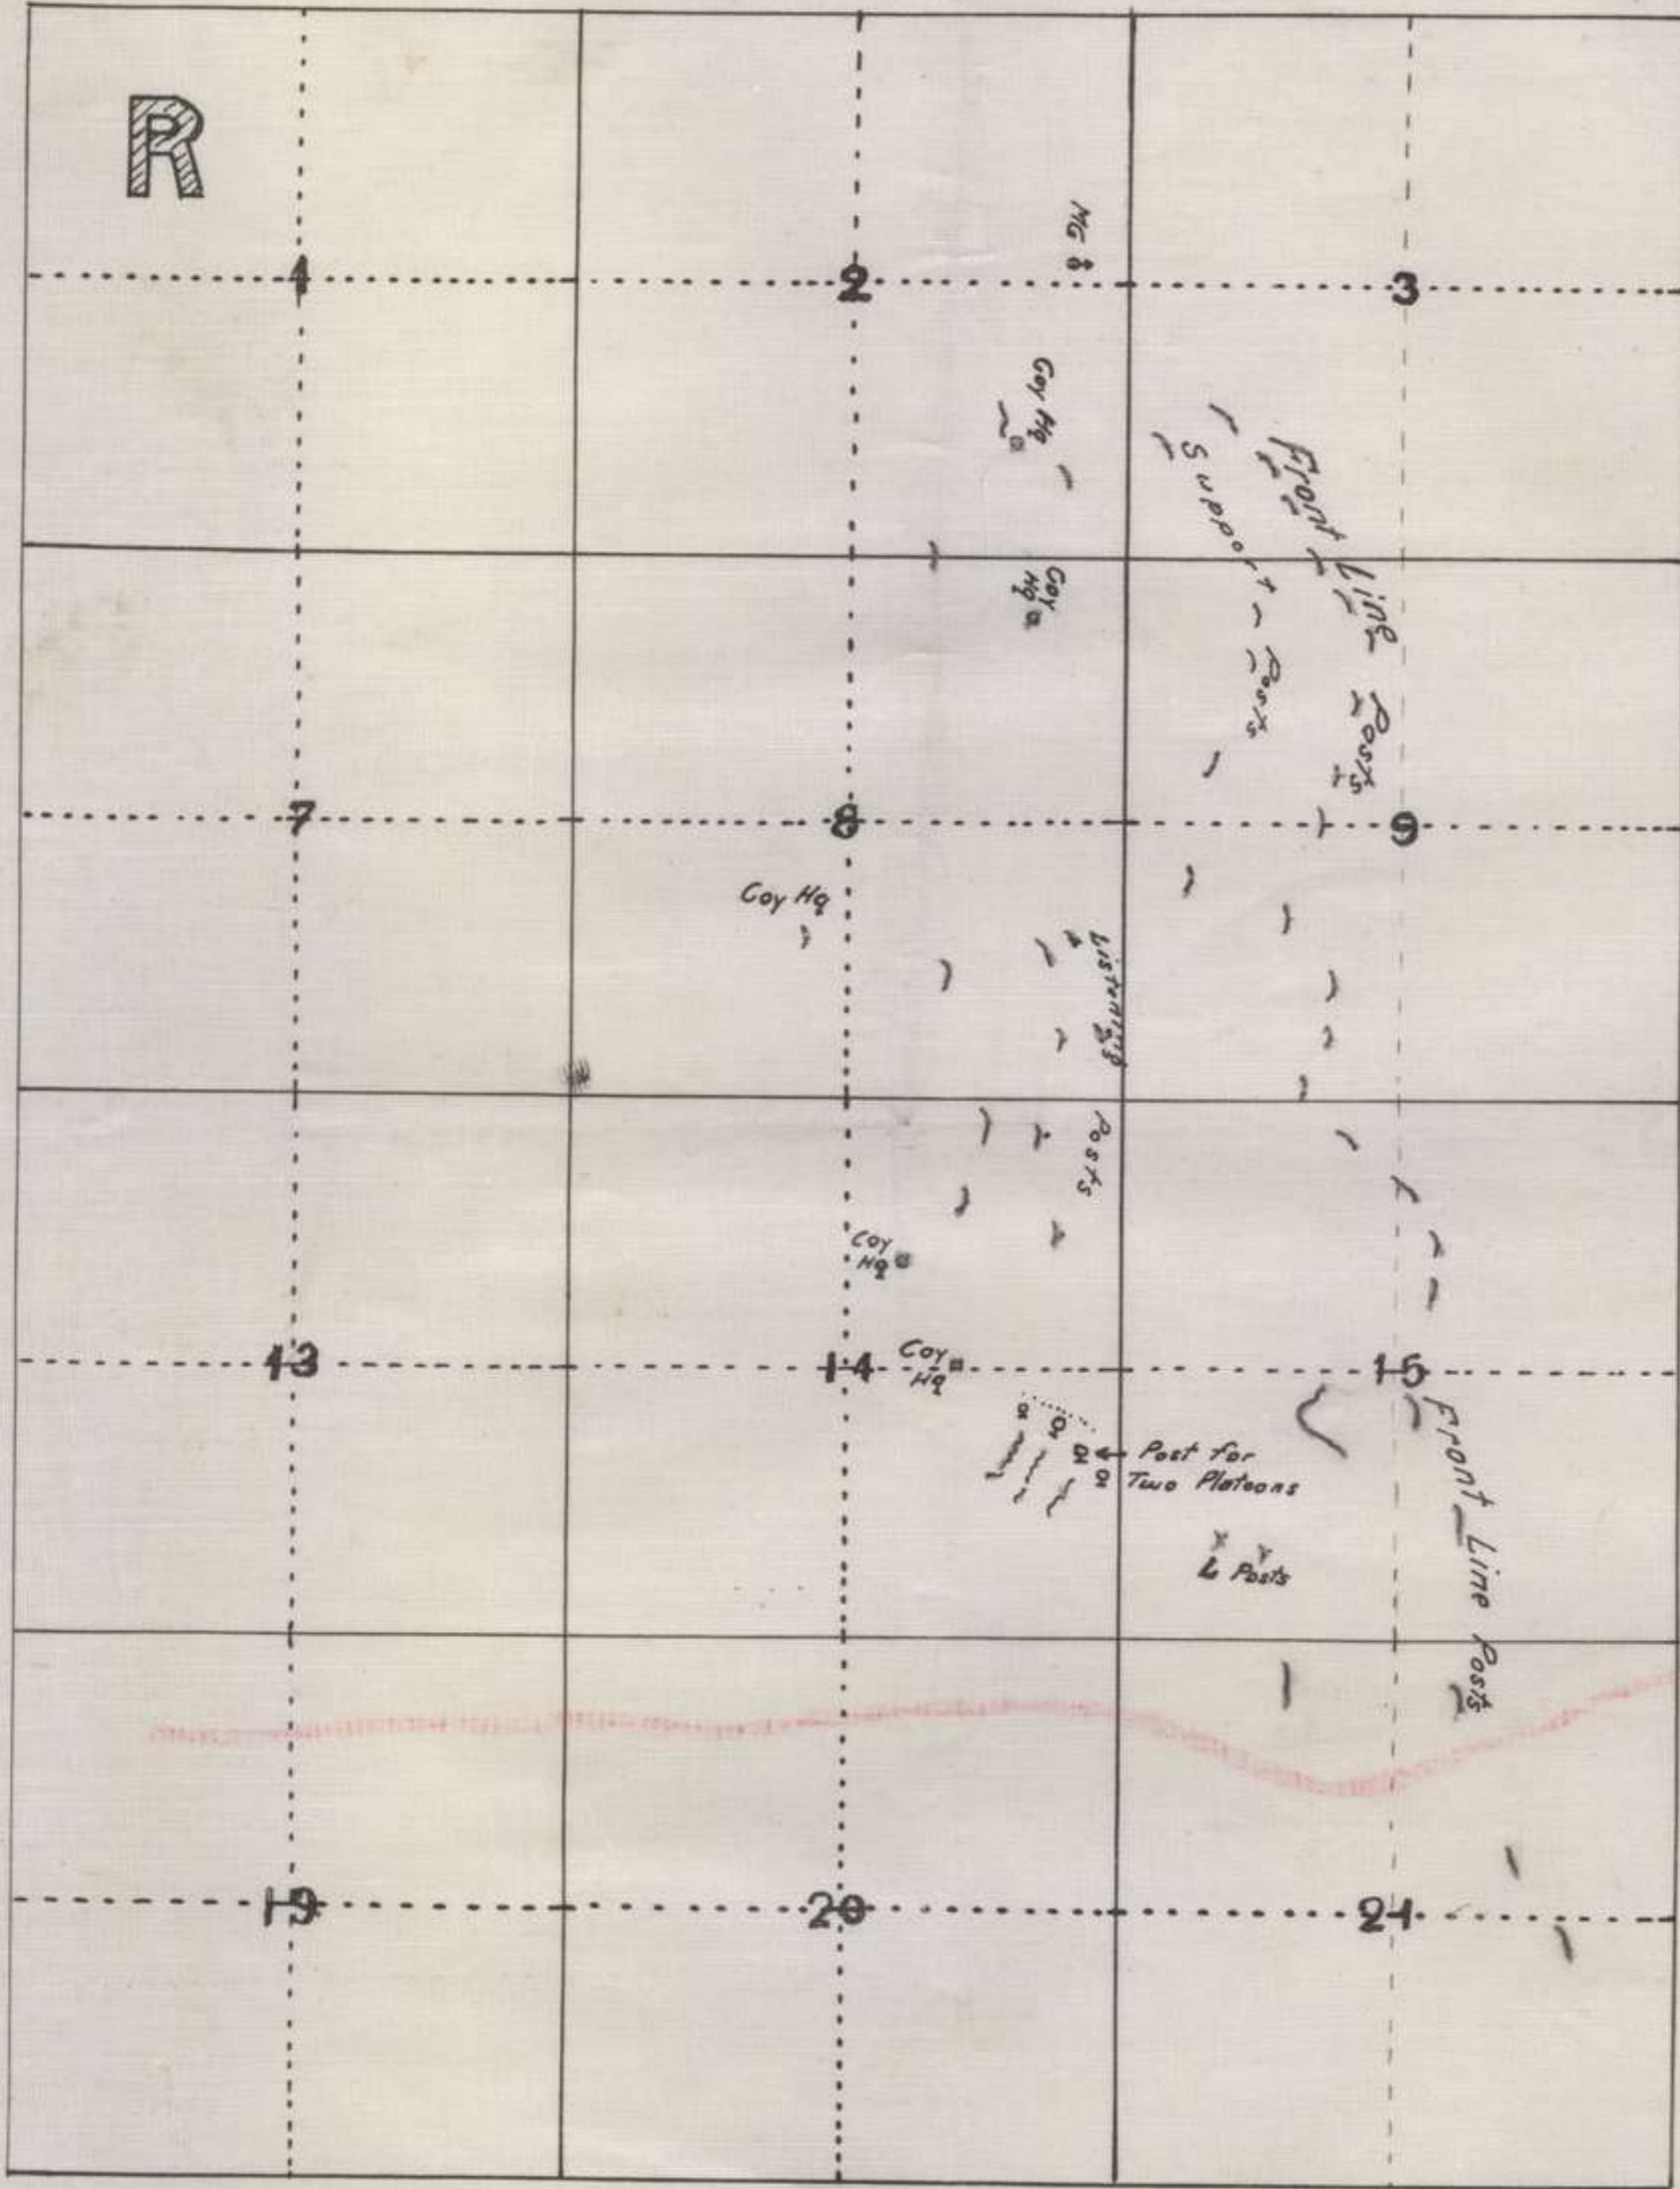 R
MG
1
2
3
Coy Hq
Front Line Posts
Support Posts
Coy
Hq
7
8
9
Coy Hq
Listening Posts
Coy
Hq
13
14
15
Coy
Hq
Post for
Two Platoons
L Posts
Front Line Posts
19
20
21